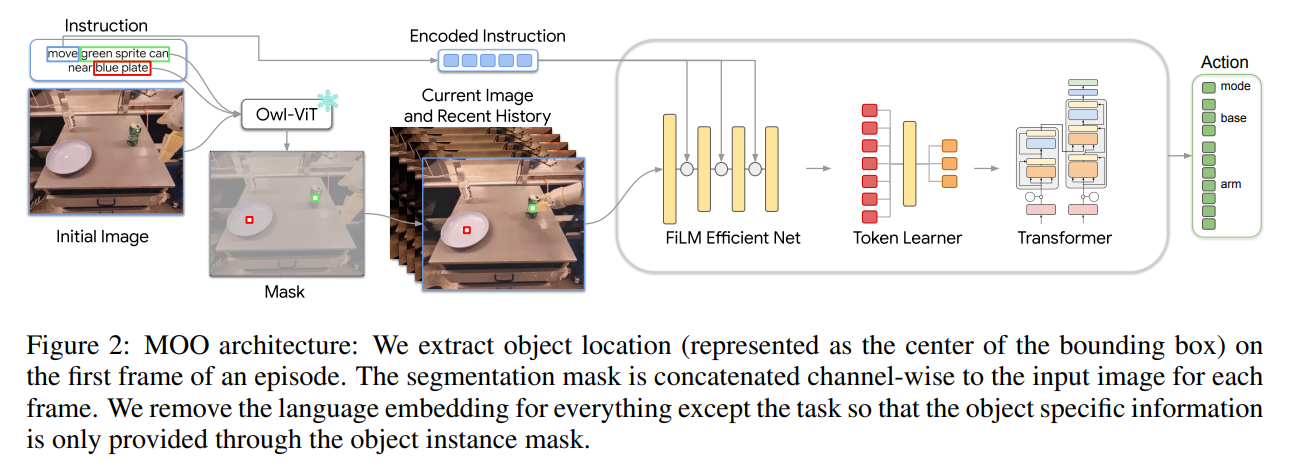 Instruction
move green sprite can
near blue plate
Initial Image
Owl-ViT
Mask
Encoded Instruction
Current Image
and Recent History
FiLM Efficient Net
Token Learner
Transformer
Action
mode
base
arm
Figure 2: MOO architecture: We extract object location (represented as the center of the bounding box) on
the first frame of an episode. The segmentation mask is concatenated channel-wise to the input image for each
frame. We remove the language embedding for everything except the task so that the object specific information
is only provided through the object instance mask.